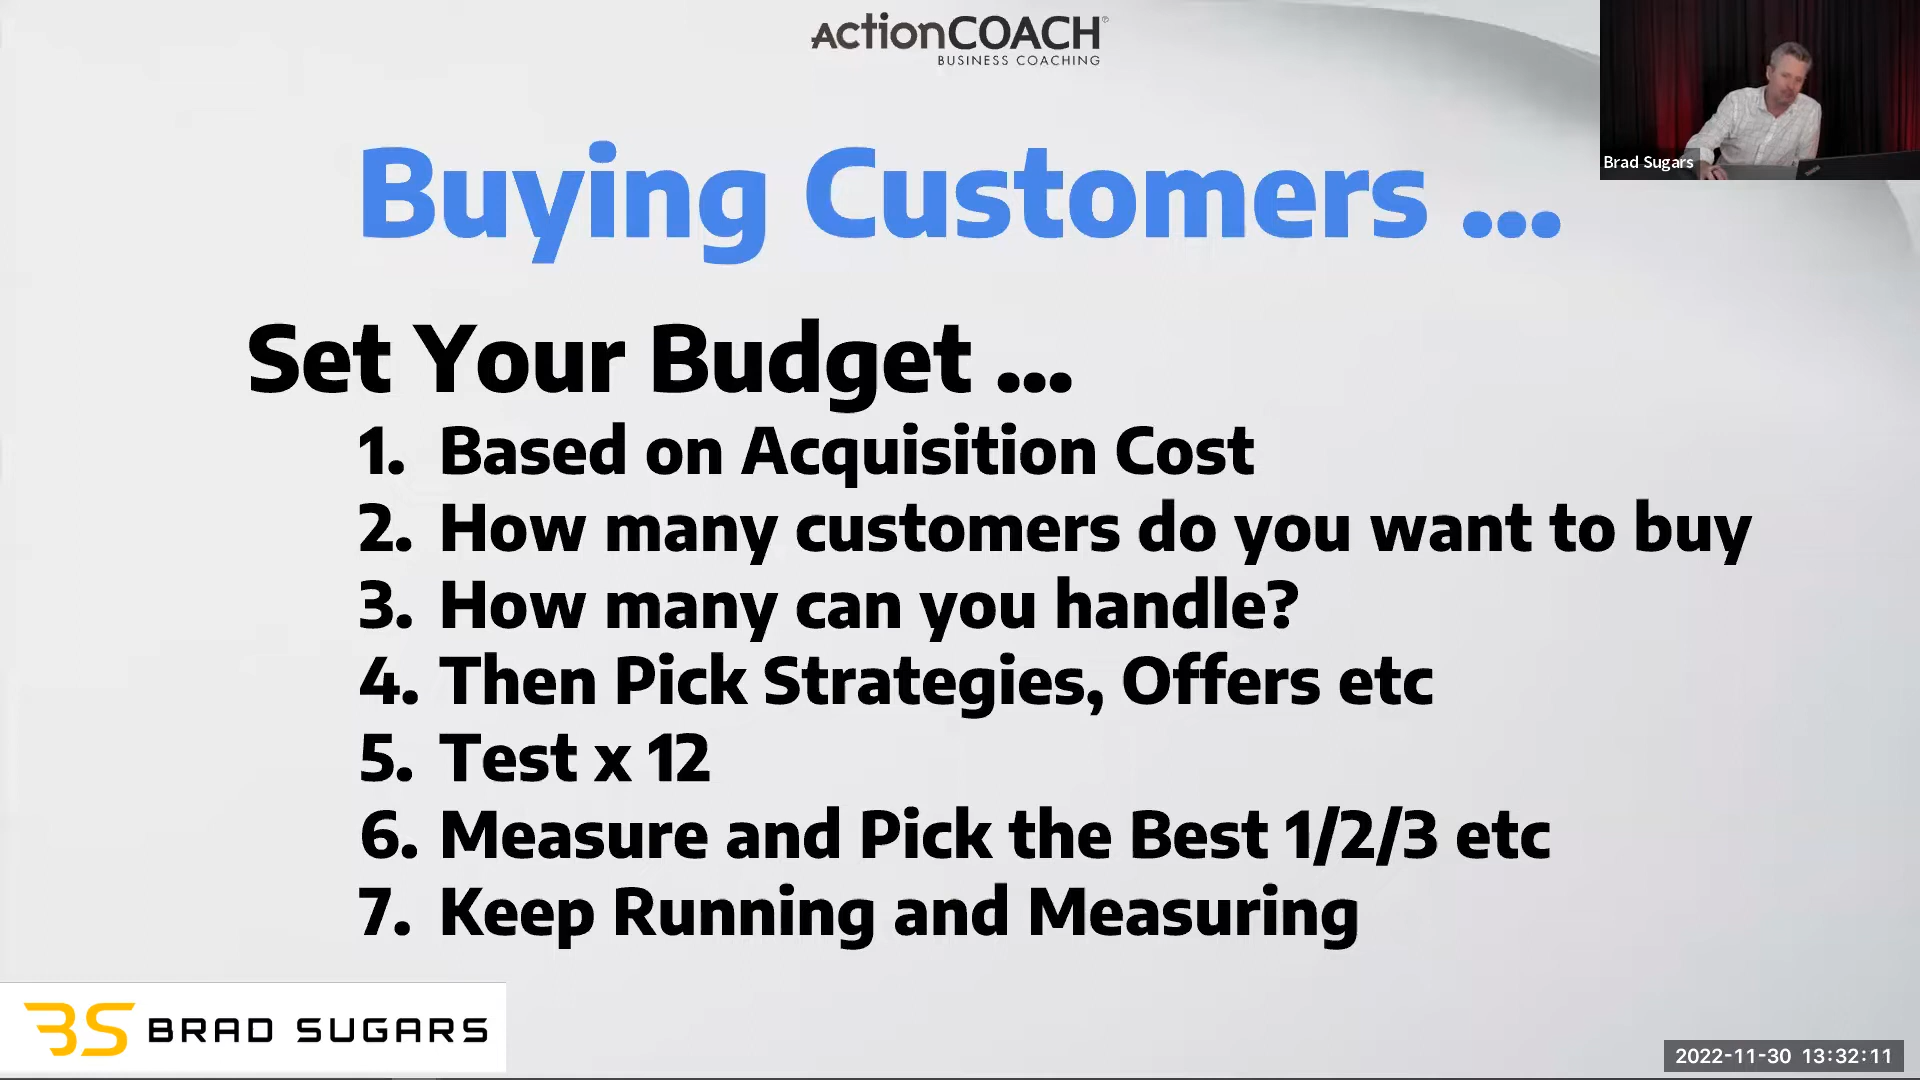 actionCOACH®
BUSINESS COACHING
Brad Sugars
Buying Customers ...
Set Your Budget ...
1. Based on Acquisition Cost
2. How many customers do you want to buy
3. How many can you handle?
4. Then Pick Strategies, Offers etc
5. Test x 12
6. Measure and Pick the Best 1/2/3 etc
7. Keep Running and Measuring
BS BRAD SUGARS
2022-11-30 13:32:11